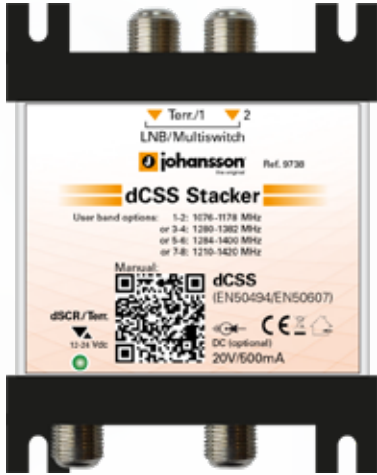 Terr./1 2
LNB/Multiswitch
johansson
the original
Ref. 9738
dCSS Stacker
User band options: 1-2: 1076-1178 MHz
or 3-4: 1280-1382 MHz
or 5-6: 1284-1400 MHz
or 7-8: 1210-1420 MHz
Manual:
dCSS
(EN50494/EN50607)
dSCR/Terr.
12-24 Vdc
CE
DC (optional)
20V/500mA